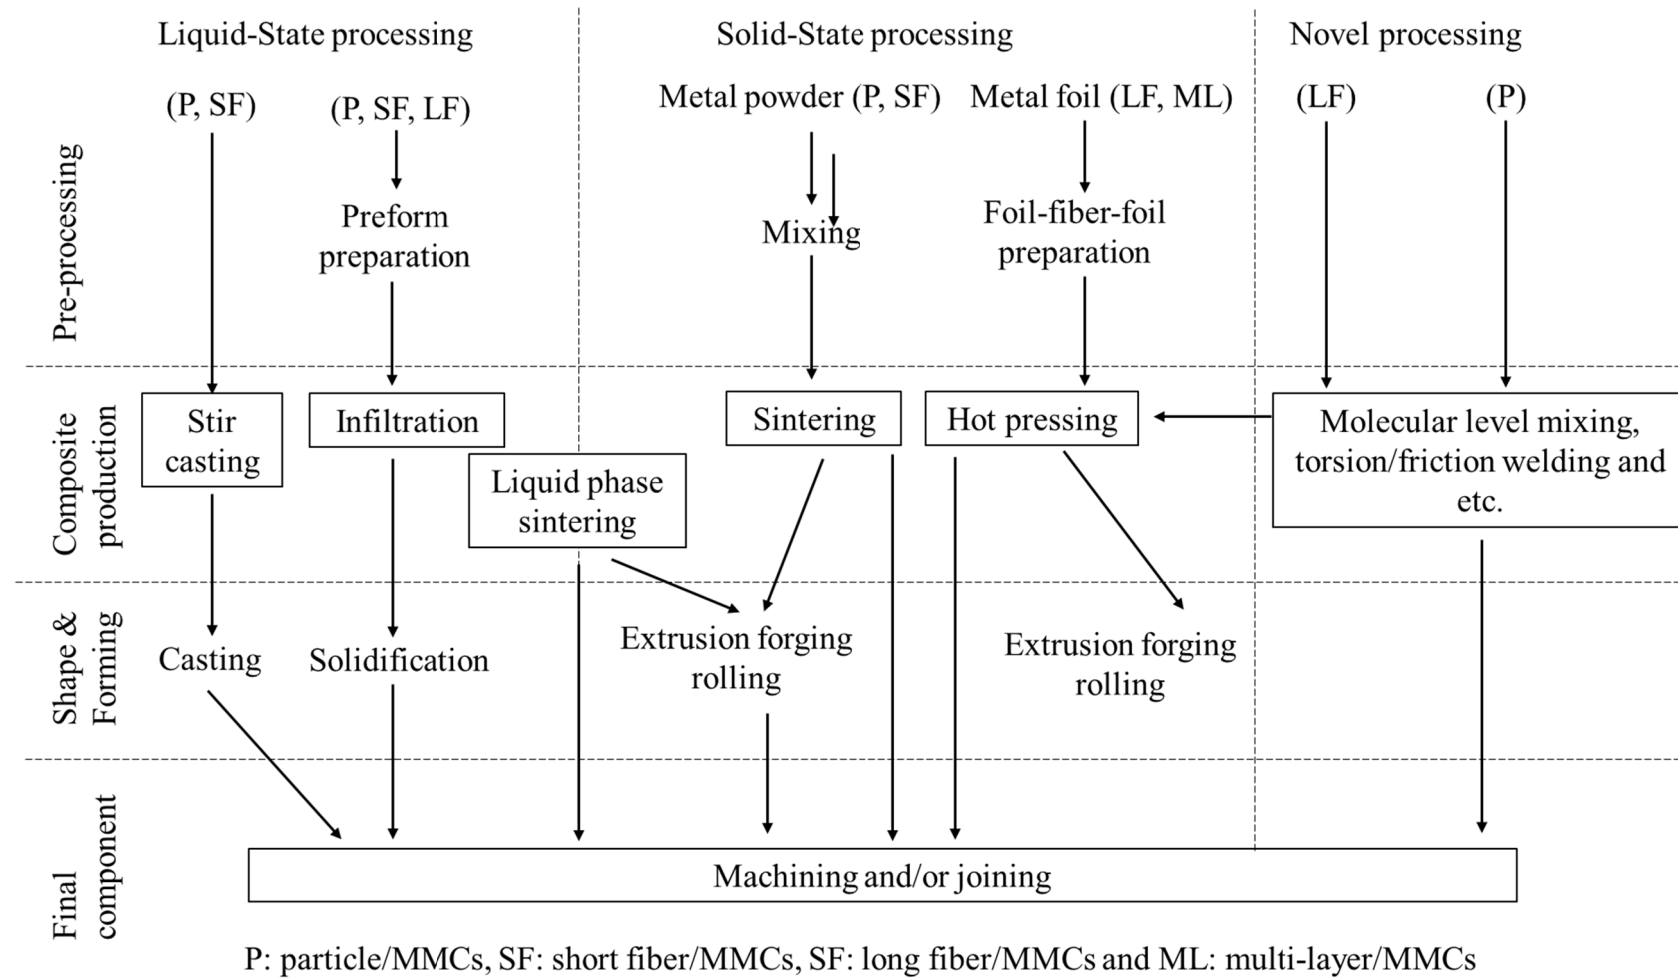 Liquid-State processing
Solid-State processing
Novel processing
(P, SF)
(P, SF, LF)
Metal powder (P, SF)
Metal foil (LF, ML)
(LF)
(P)
Pre-processing
Preform
preparation
Mixing
Foil-fiber-foil
preparation
Composite
production
Stir
casting
Infiltration
Liquid phase
sintering
Sintering
Hot pressing
Molecular level mixing,
torsion/friction welding and
etc.
Shape &
Forming
Casting
Solidification
Extrusion forging
rolling
Extrusion forging
rolling
Final
component
Machining and/or joining
P: particle/MMCs, SF: short fiber/MMCs, SF: long fiber/MMCs and ML: multi-layer/MMCs